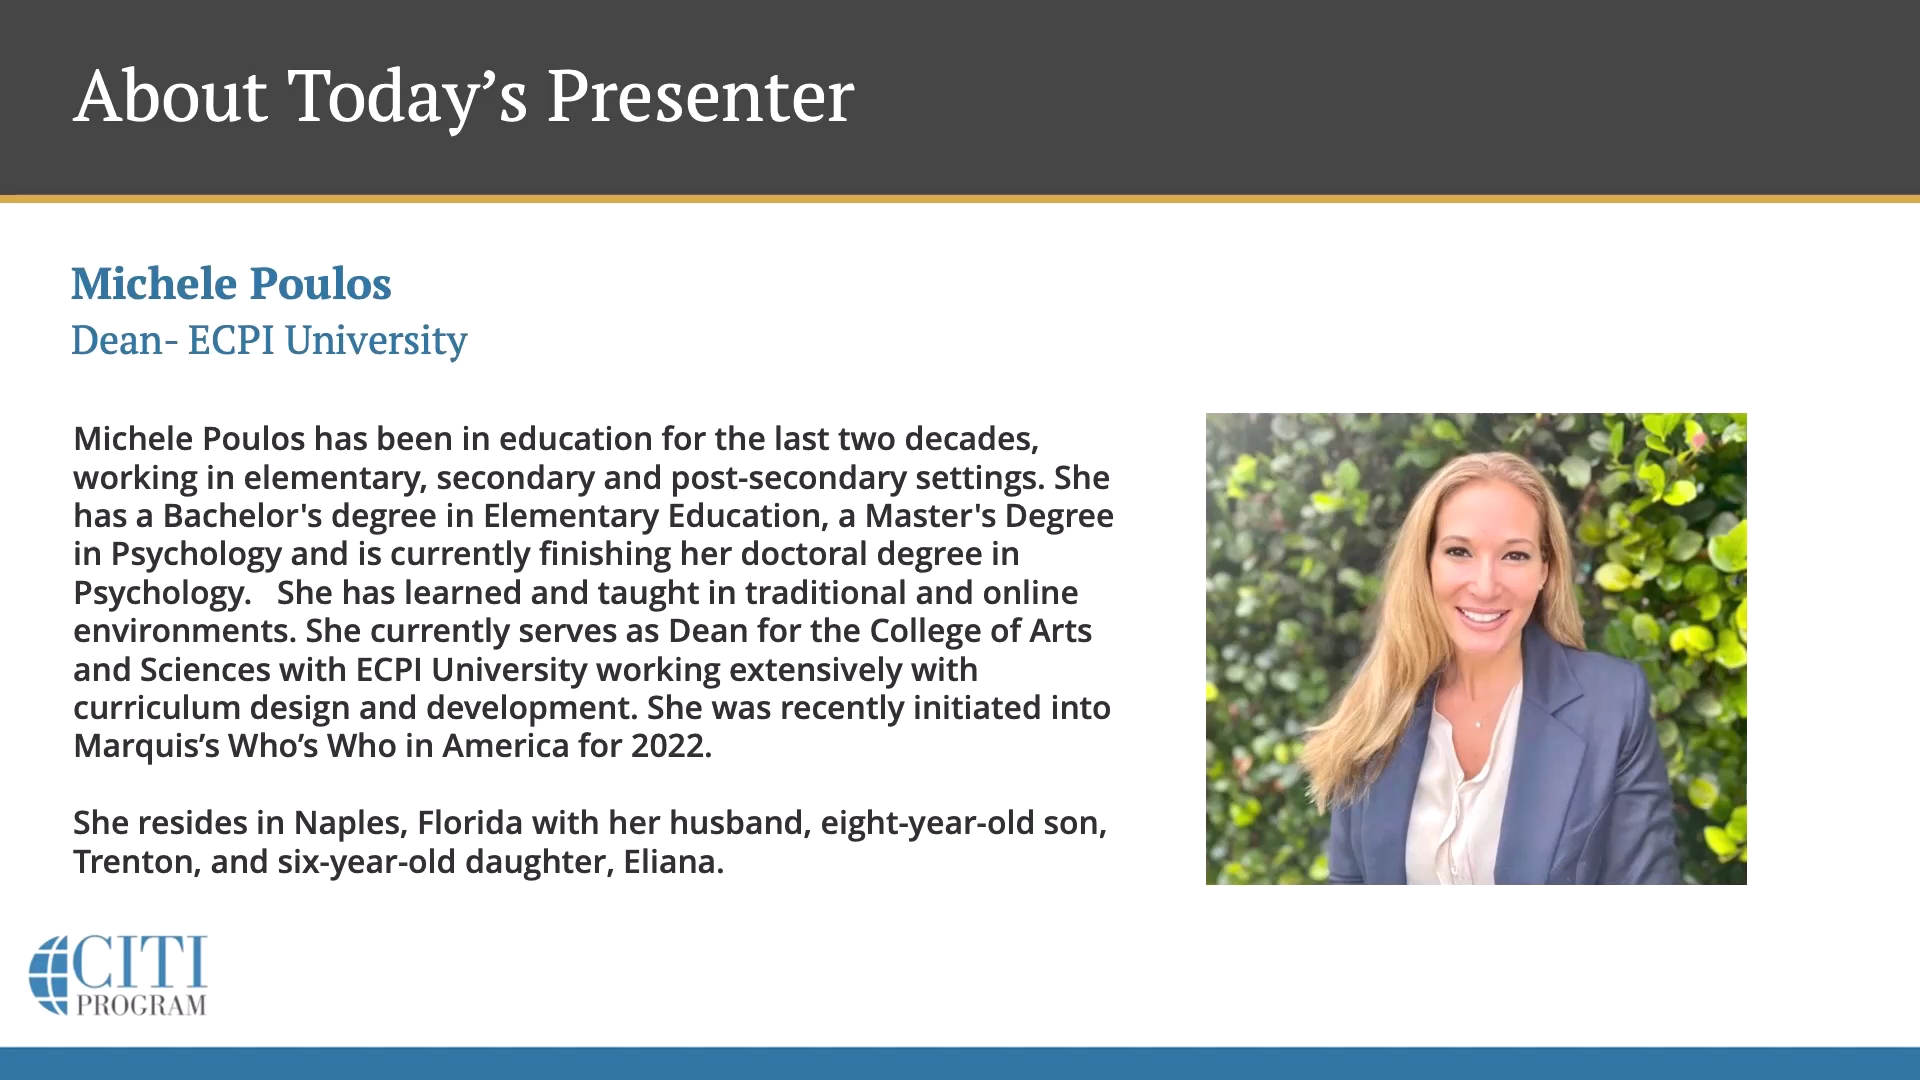 About Today’s Presenter
Michele Poulos
Dean- ECPI University
Michele Poulos has been in education for the last two decades,
working in elementary, secondary and post-secondary settings. She
has a Bachelor's degree in Elementary Education, a Master's Degree
in Psychology and is currently finishing her doctoral degree in
Psychology.   She has learned and taught in traditional and online
environments. She currently serves as Dean for the College of Arts
and Sciences with ECPI University working extensively with
curriculum design and development. She was recently initiated into
Marquis’s Who’s Who in America for 2022.
She resides in Naples, Florida with her husband, eight-year-old son,
Trenton, and six-year-old daughter, Eliana.
CITI
PROGRAM